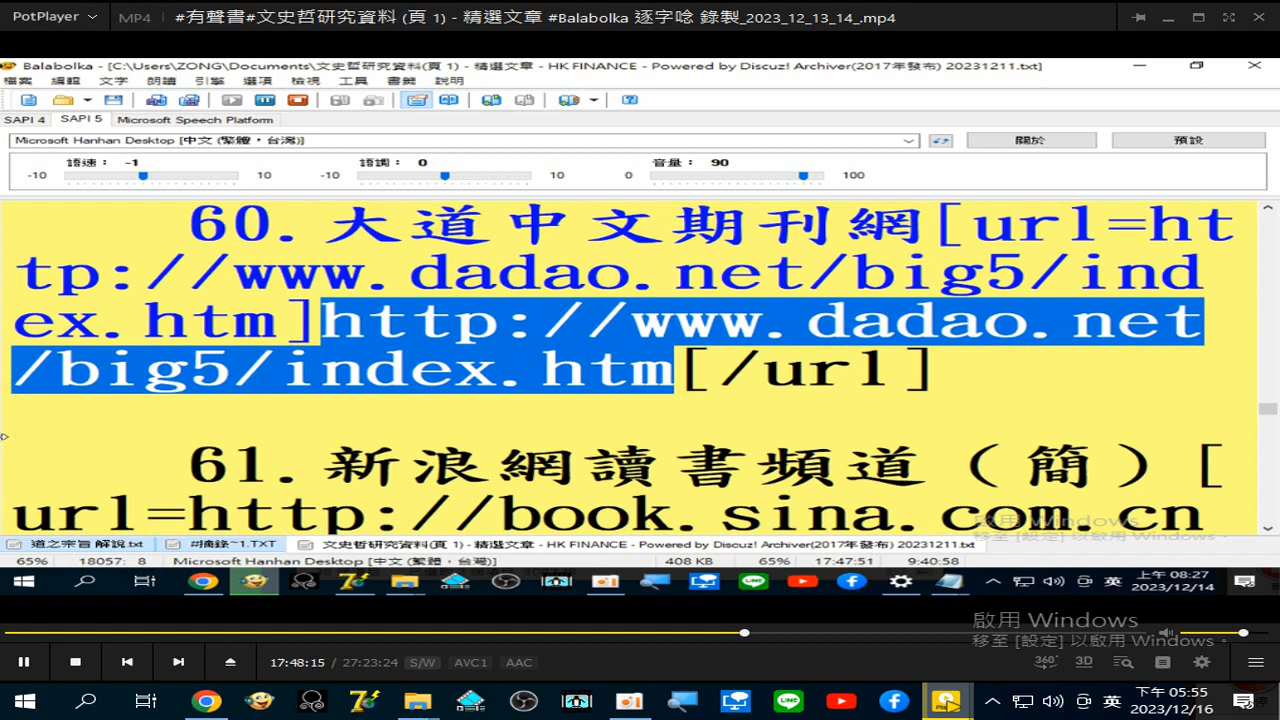 PotPlayer MP4 #有聲書#文史哲研究資料 (頁 1) - 精選文章 #Balabolka 逐字唸 錄製_2023_12_13_14_.mp4
Balabolka - [C:\Users\ZONG\Documents\文史哲研究資料(頁 1) - 精選文章 - HK FINANCE - Powered by Discuz! Archiver(2017年發布) 20231211.txt]
檔案 編輯 文字 朗讀 引擎 選項 檢視 工具 書籤 說明
SAPI 4 SAPI 5 Microsoft Speech Platform
Microsoft Hanhan Desktop [中文 (繁體，台灣)] 關於 預設
語速： -1 語調： 0 音量： 90
-10 10 -10 10 0 100
60.大道中文期刊網[url=ht
tp://www.dadao.net/big5/ind
ex.htm]http://www.dadao.net
/big5/index.htm[/url]
61.新浪網讀書頻道（簡）[
url=http://book.sina.com.cn
啟用 Windows
移至 [設定] 以啟用 Windows。
道之宗旨 解說.txt #摘錄~1.TXT 文史哲研究資料(頁 1) - 精選文章 - HK FINANCE - Powered by Discuz! Archiver(2017年發布) 20231211.txt
65% 18057: 8 Microsoft Hanhan Desktop [中文 (繁體，台灣)] 408 KB 65% 17:47:51 9:40:58
英 上午 08:27
2023/12/14
啟用 Windows
移至 [設定] 以啟用 Windows。
17:48:15 / 27:23:24 S/W AVC1 AAC 360° 3D
英 下午 05:55
2023/12/16